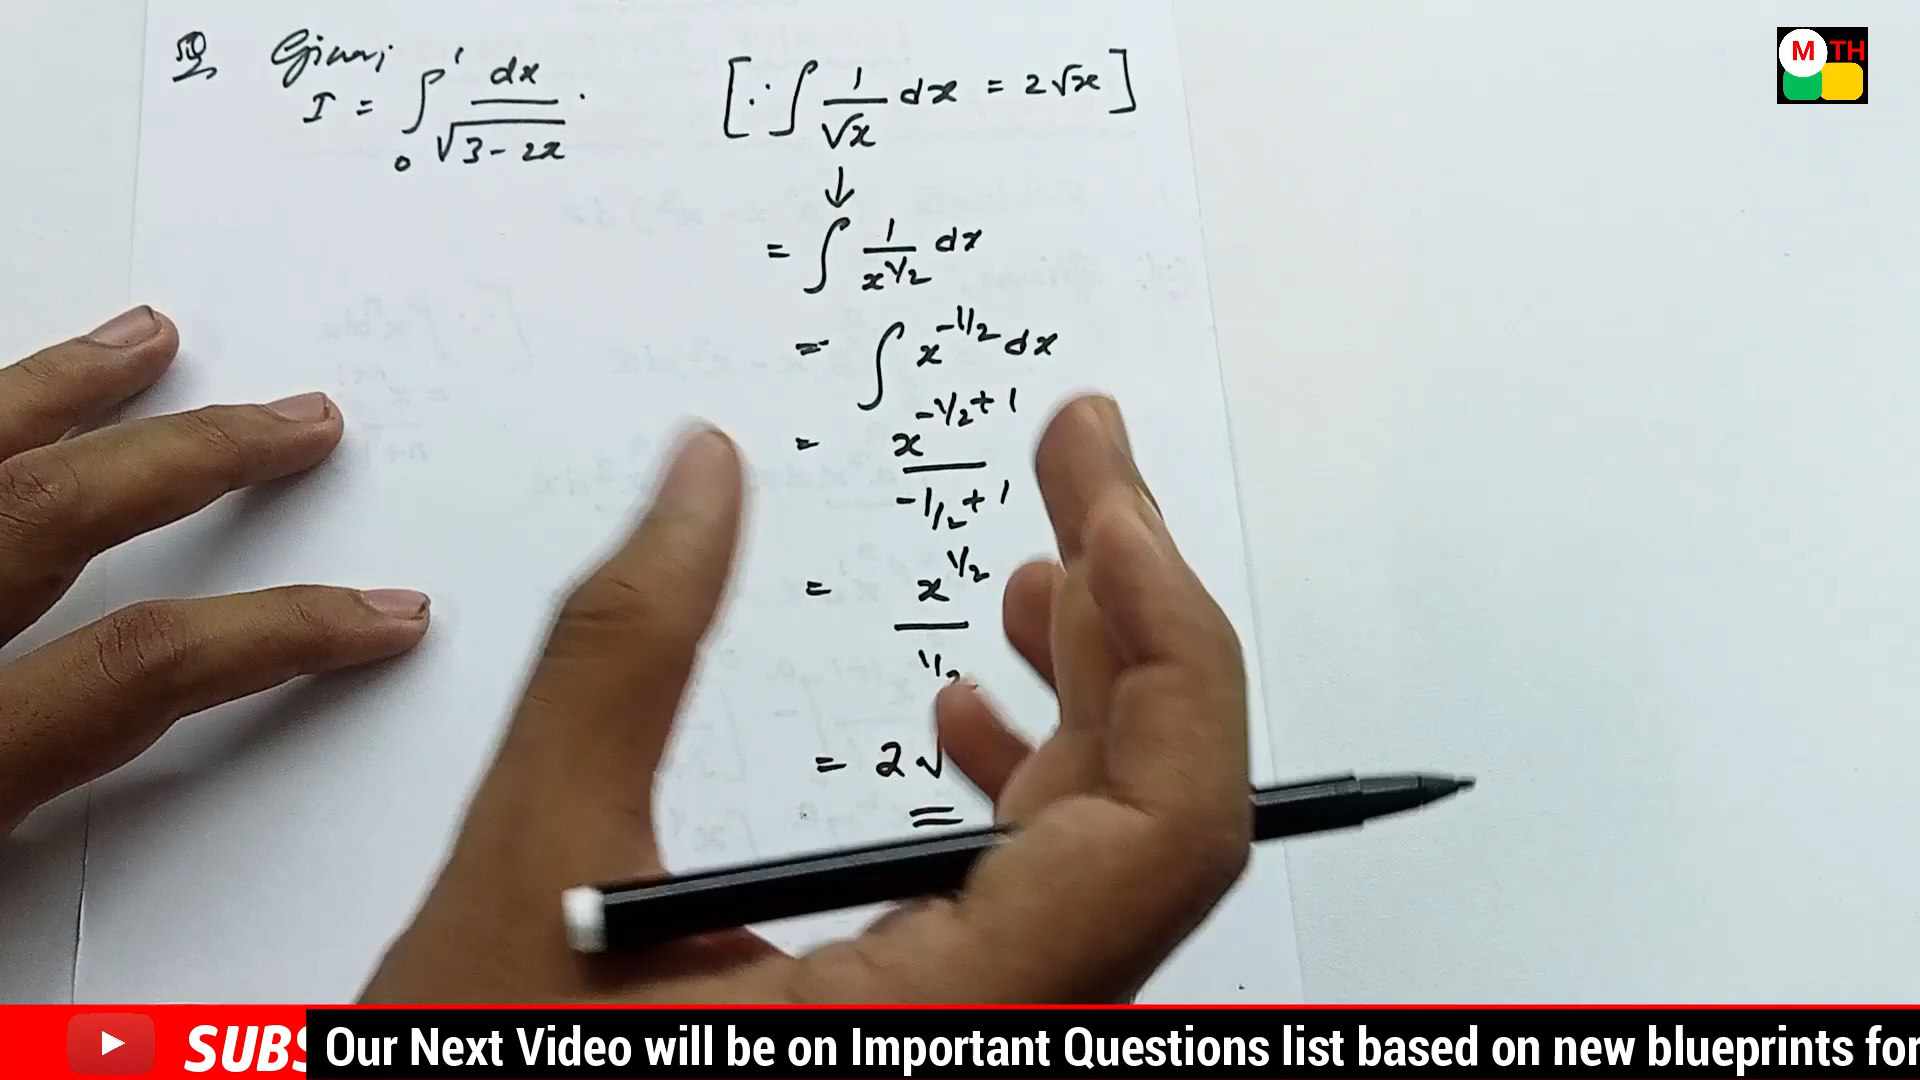 Given,
I = ∫₀¹ dx / √3-2x .
[∵ ∫ 1/√x dx = 2√x ]
↓
= ∫ 1/x^1/2 dx
= ∫ x^-1/2 dx
= x^-1/2+1 / -1/2+1
= x^1/2 / 1/2
= 2√
M TH
SUBS
Our Next Video will be on Important Questions list based on new blueprints for